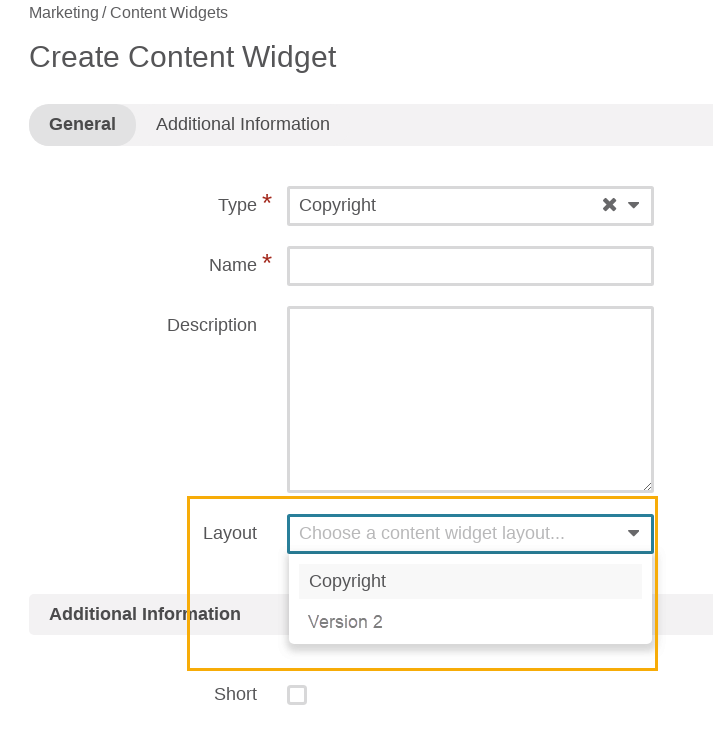 Marketing / Content Widgets
Create Content Widget
General Additional Information
Type * Copyright
Name *
Description
Layout Choose a content widget layout...
Copyright
Additional Information
Version 2
Short